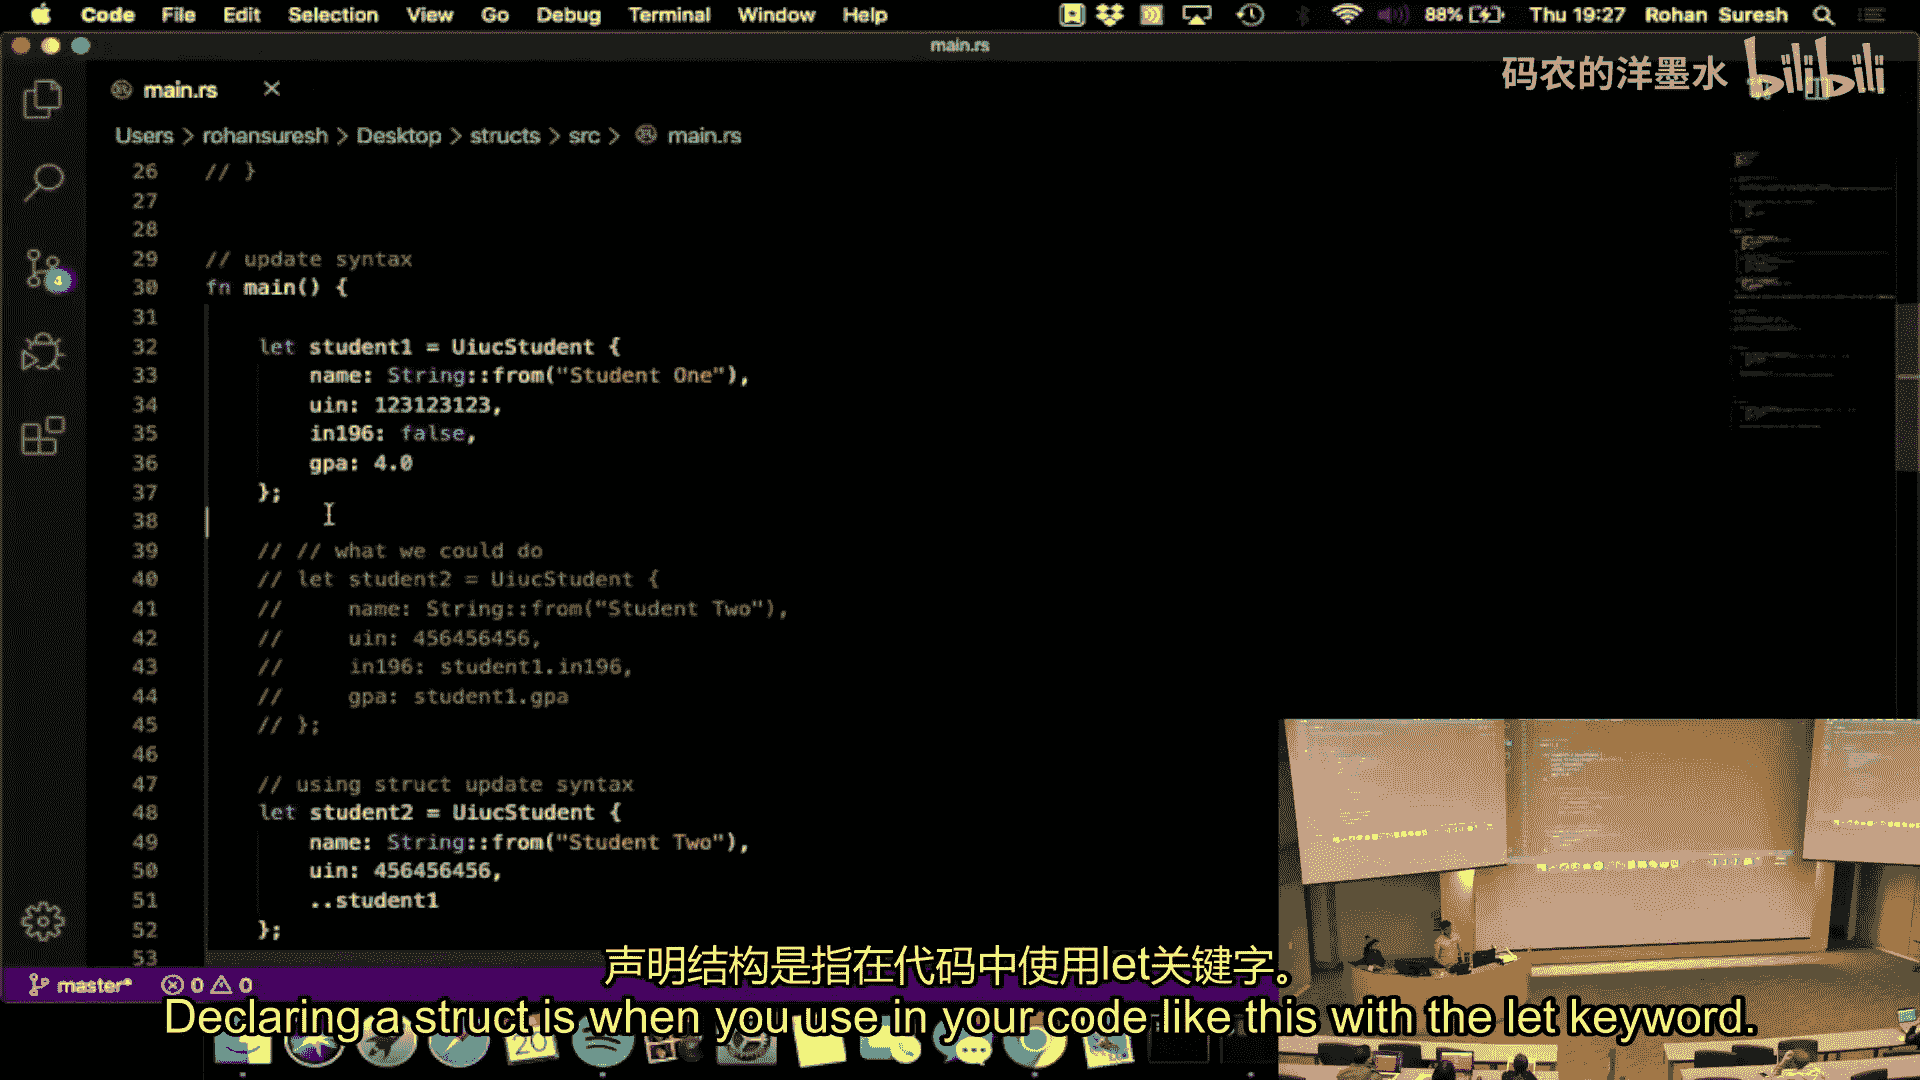 Code File Edit Selection View Go Debug Terminal Window Help 88% Thu 19:27 Rohan Suresh
main.rs
码农的洋墨水 bilibili
main.rs
Users > rohansuresh > Desktop > structs > src > main.rs
26 // }
27
28
29 // update syntax
30 fn main() {
31
32 let student1 = UiucStudent {
33 name: String::from("Student One"),
34 uin: 123123123,
35 in196: false,
36 gpa: 4.0
37 };
38
39 // // what we could do
40 // let student2 = UiucStudent {
41 // name: String::from("Student Two"),
42 // uin: 456456456,
43 // in196: student1.in196,
44 // gpa: student1.gpa
45 // };
46
47 // using struct update syntax
48 let student2 = UiucStudent {
49 name: String::from("Student Two"),
50 uin: 456456456,
51 ..student1
52 };
53
4
master* 0 0
声明结构是指在代码中使用let关键字。
Declaring a struct is when you use in your code like this with the let keyword.
20